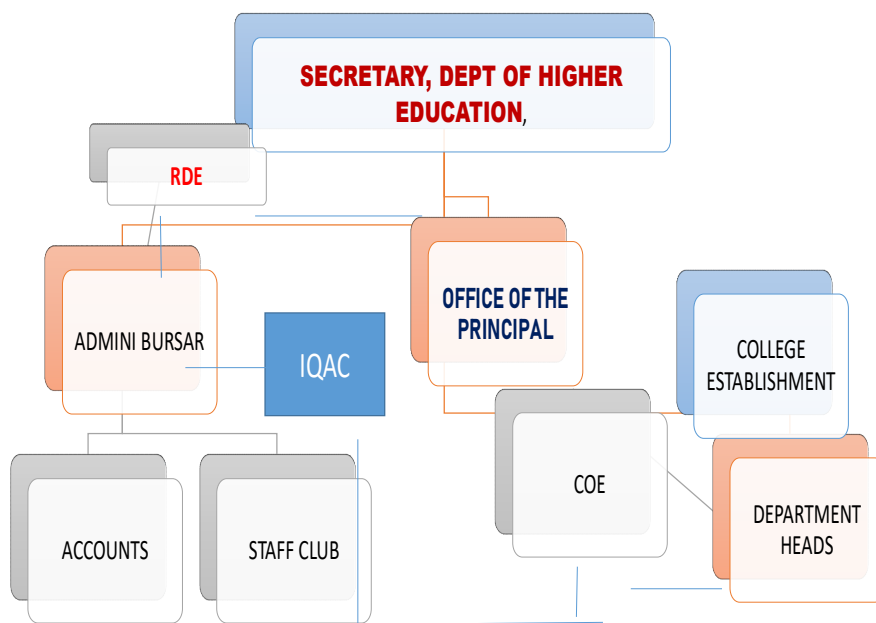 SECRETARY, DEPT OF HIGHER
EDUCATION,
RDE
OFFICE OF THE
PRINCIPAL
ADMINI BURSAR
IQAC
COLLEGE
ESTABLISHMENT
COE
DEPARTMENT
HEADS
ACCOUNTS
STAFF CLUB